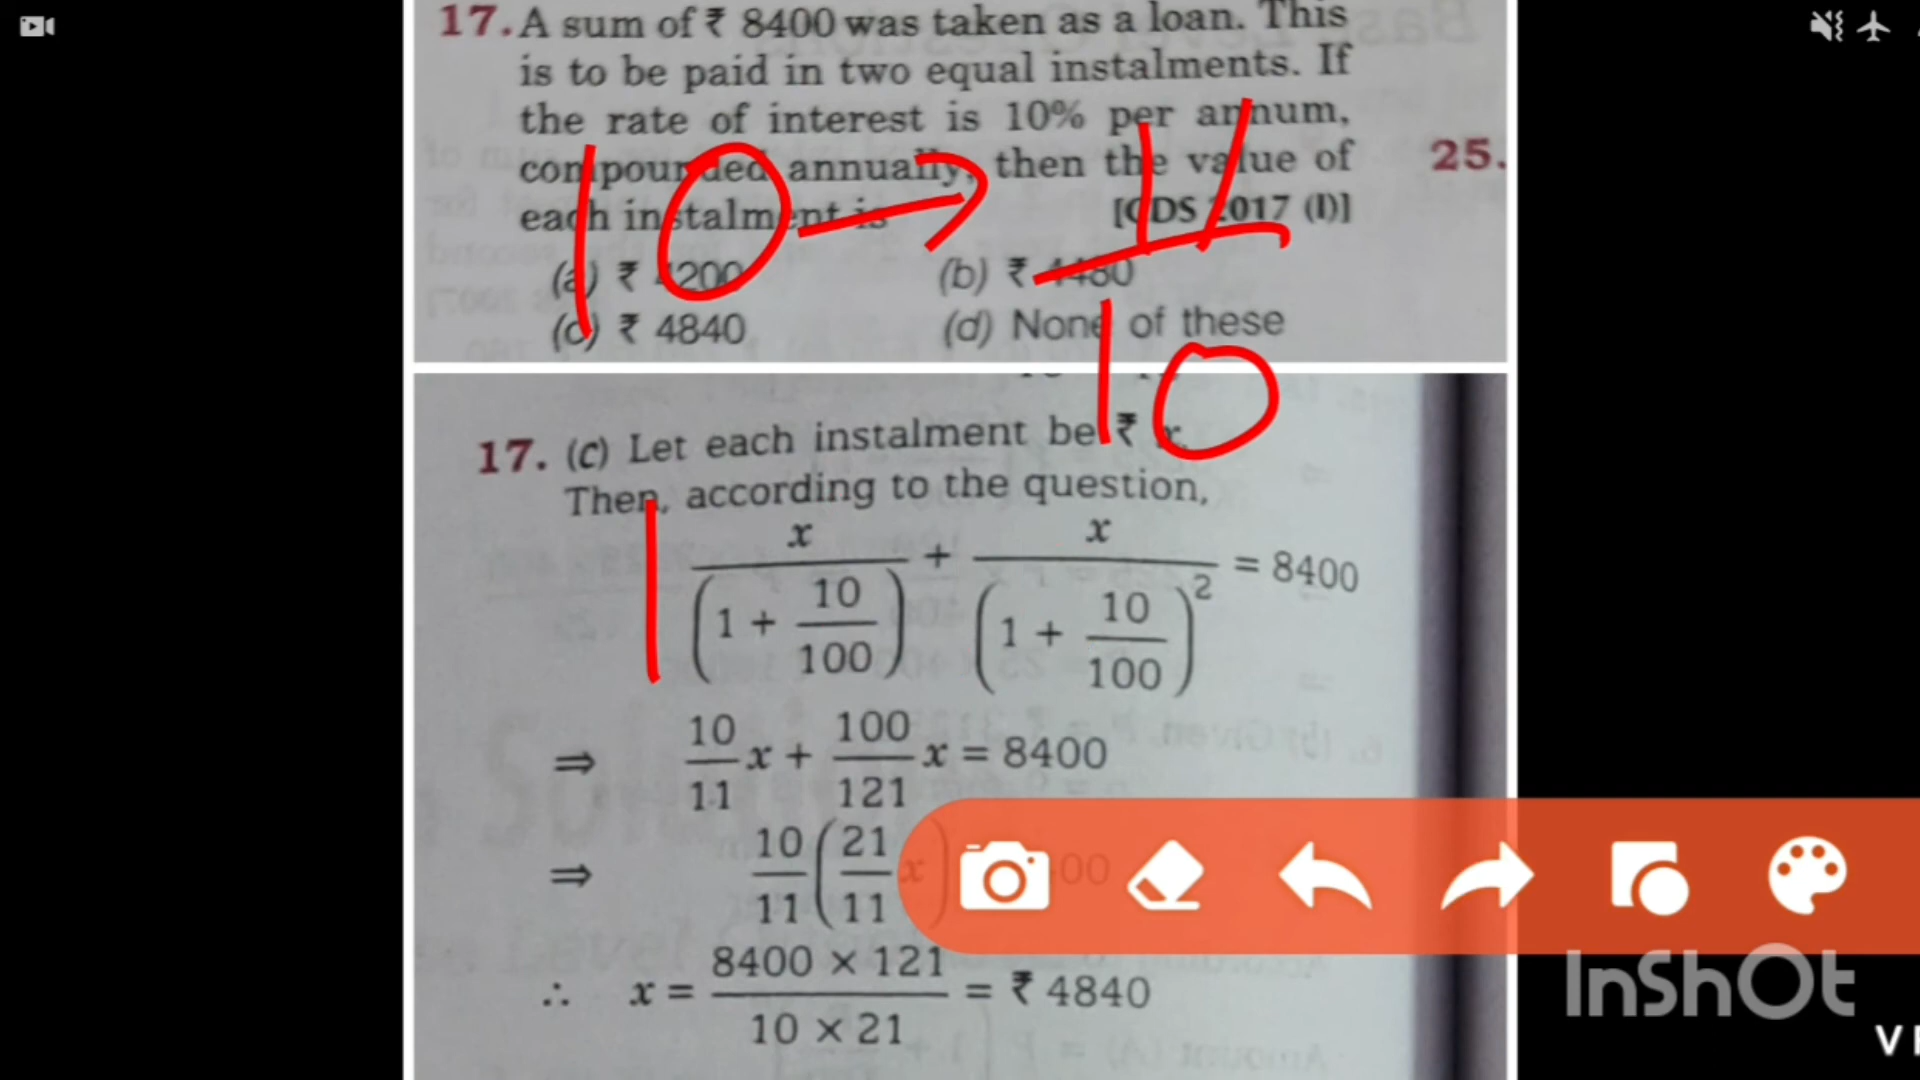 17. A sum of ₹ 8400 was taken as a loan. This
is to be paid in two equal instalments. If
the rate of interest is 10% per annum,
compounded annually, then the value of
each instalment is [CDS 2017 (I)]
(a) ₹ 4200 (b) ₹ 4480
(c) ₹ 4840 (d) None of these
25.
10 → 11/10
17. (c) Let each instalment be ₹ x.
Then, according to the question,
x/(1 + 10/100) + x/(1 + 10/100)² = 8400
⇒ 10/11 x + 100/121 x = 8400
⇒ 10/11 (21/11 x) 00
∴ x = 8400 × 121/10 × 21 = ₹ 4840
InShOt